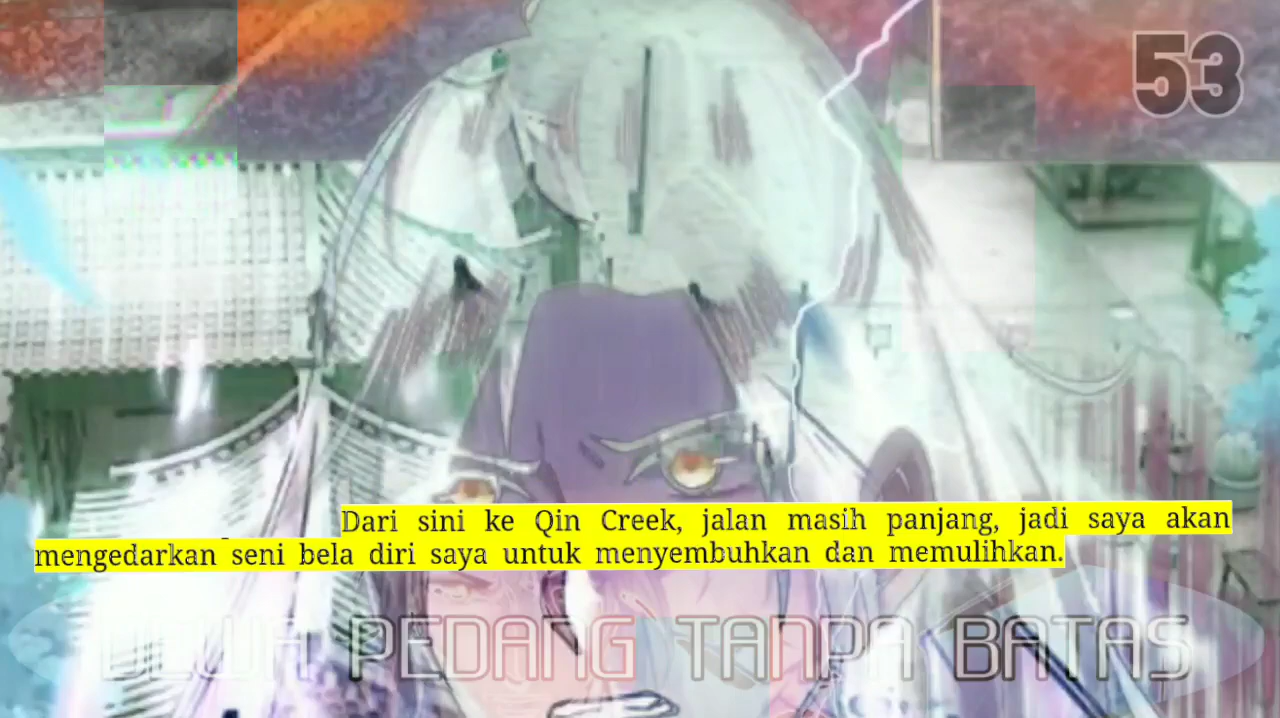 53
Dari sini ke Qin Creek, jalan masih panjang, jadi saya akan
mengedarkan seni bela diri saya untuk menyembuhkan dan memulihkan.
DEWA PEDANG TANPA BATAS